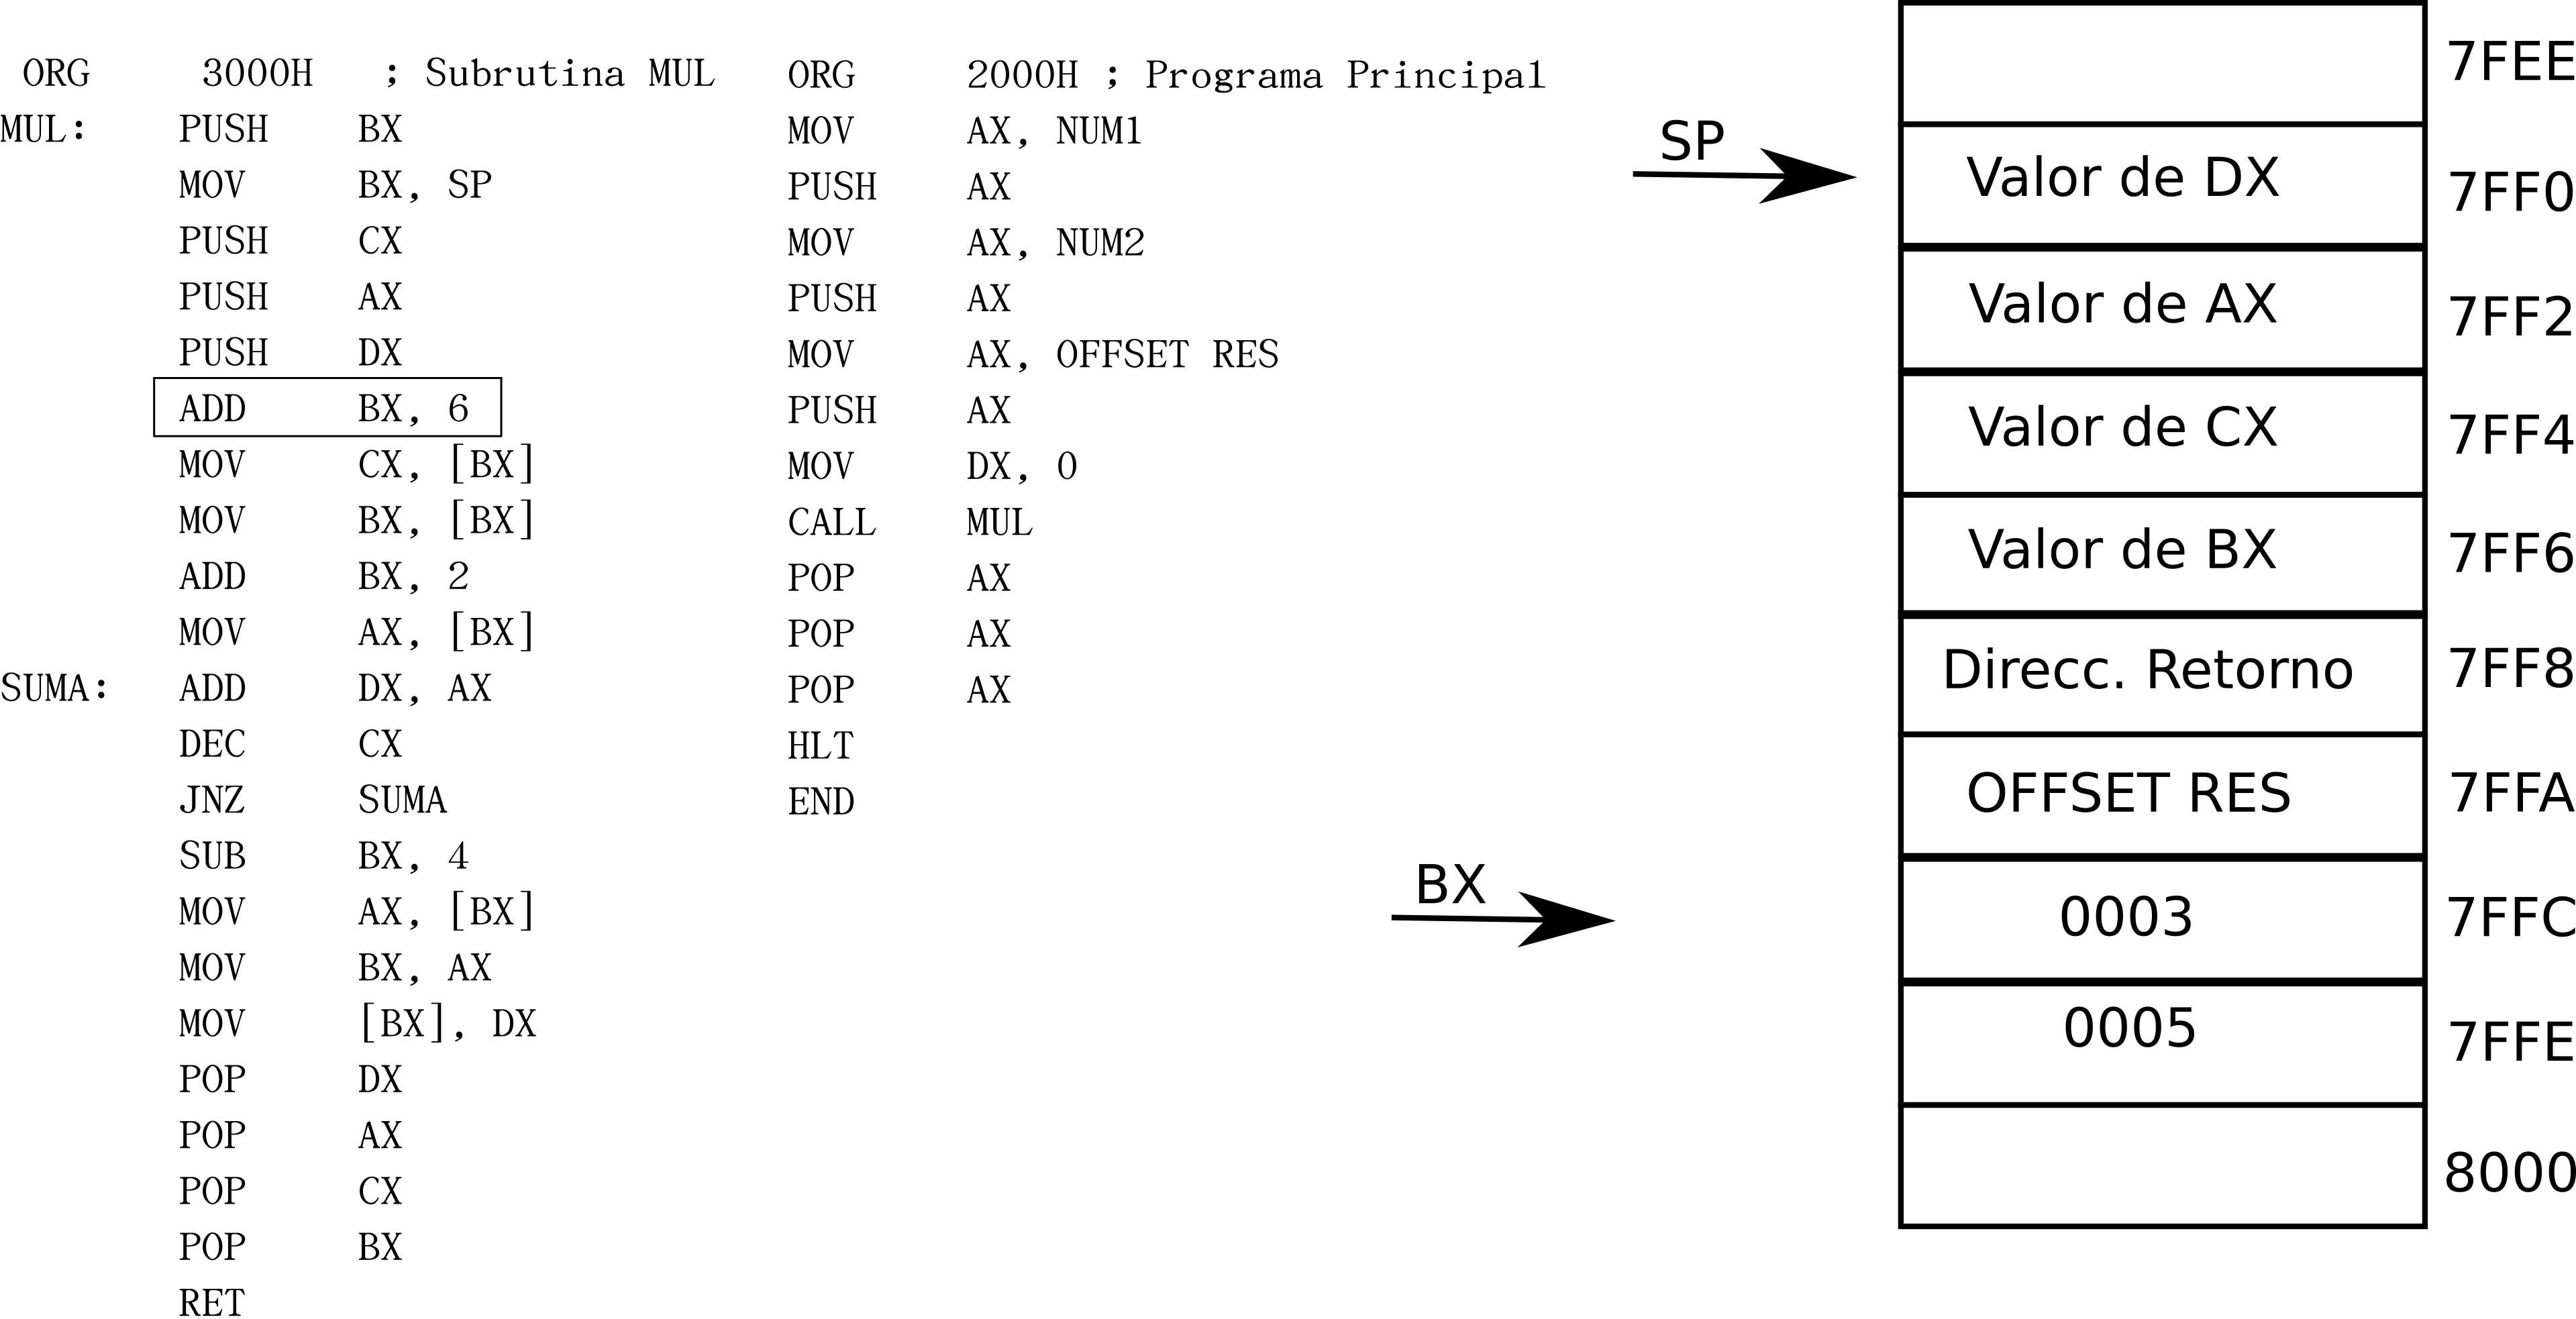 ORG 3000H ; Subrutina MUL
MUL: PUSH BX
MOV BX, SP
PUSH CX
PUSH AX
PUSH DX
ADD BX, 6
MOV CX, [BX]
MOV BX, [BX]
ADD BX, 2
MOV AX, [BX]
SUMA: ADD DX, AX
DEC CX
JNZ SUMA
SUB BX, 4
MOV AX, [BX]
MOV BX, AX
MOV [BX], DX
POP DX
POP AX
POP CX
POP BX
RET
ORG 2000H ; Programa Principal
MOV AX, NUM1
PUSH AX
MOV AX, NUM2
PUSH AX
MOV AX, OFFSET RES
PUSH AX
MOV DX, 0
CALL MUL
POP AX
POP AX
POP AX
HLT
END
SP
BX
7FEE
Valor de DX 7FF0
Valor de AX 7FF2
Valor de CX 7FF4
Valor de BX 7FF6
Direcc. Retorno 7FF8
OFFSET RES 7FFA
0003 7FFC
0005 7FFE
8000